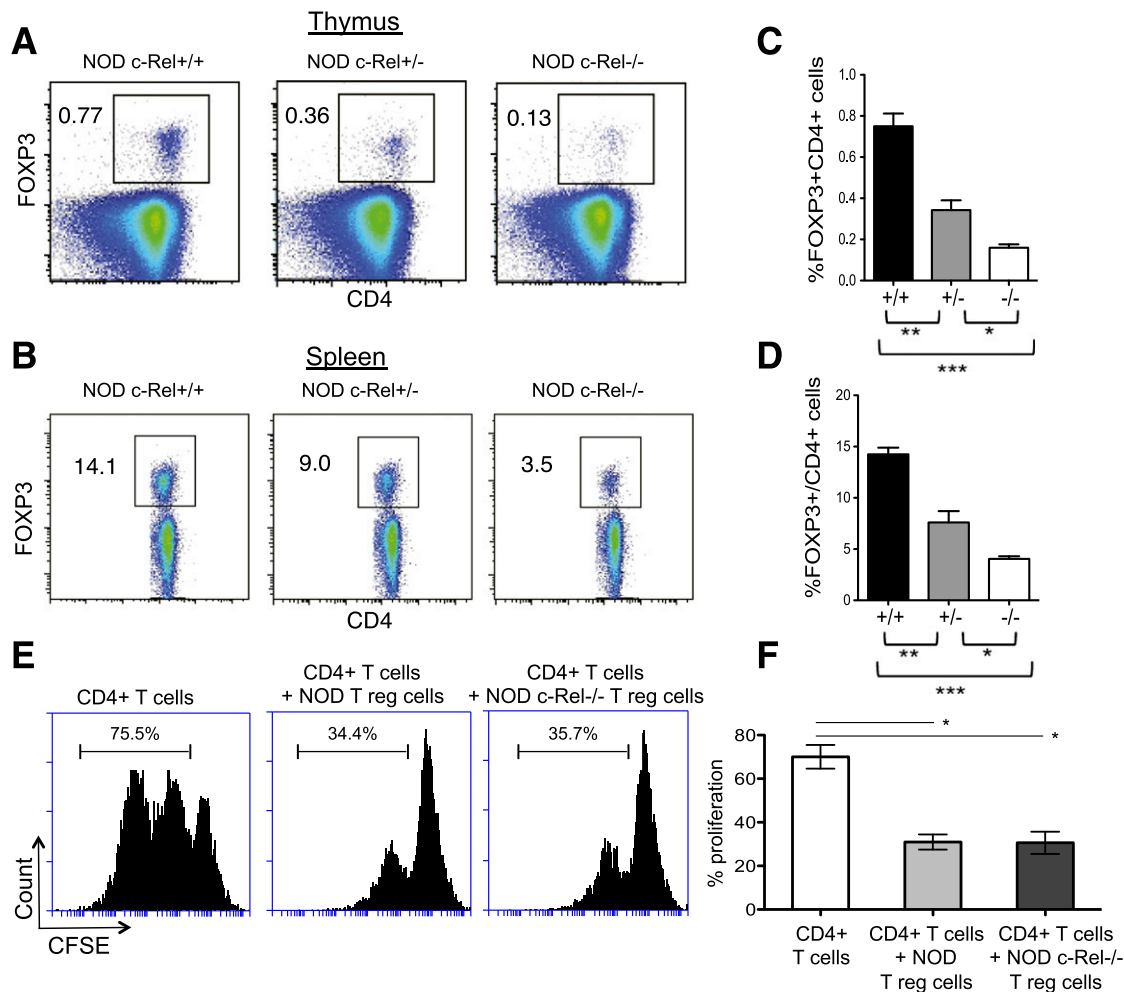 Thymus
A
NOD c-Rel+/+
NOD c-Rel+/-
NOD c-Rel-/-
0.77
0.36
0.13
FOXP3
CD4
C
%FOXP3+CD4+ cells
1.0
0.8
0.6
0.4
0.2
0.0
+/+
+/-
-/-
**
*
***
B
Spleen
NOD c-Rel+/+
NOD c-Rel+/-
NOD c-Rel-/-
14.1
9.0
3.5
FOXP3
CD4
D
%FOXP3+/CD4+ cells
20
15
10
5
0
+/+
+/-
-/-
**
*
***
E
CD4+ T cells
CD4+ T cells
+ NOD T reg cells
CD4+ T cells
+ NOD c-Rel-/- T reg cells
75.5%
34.4%
35.7%
Count
CFSE
F
*
*
% proliferation
80
60
40
20
0
CD4+
T cells
CD4+ T cells
+ NOD
T reg cells
CD4+ T cells
+ NOD c-Rel-/-
T reg cells